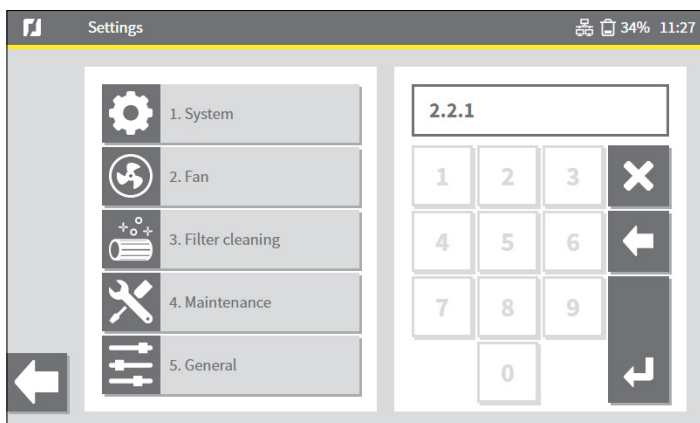 Settings 34% 11:27
1. System
2. Fan
3. Filter cleaning
4. Maintenance
5. General
2.2.1
1 2 3
4 5 6
7 8 9
0